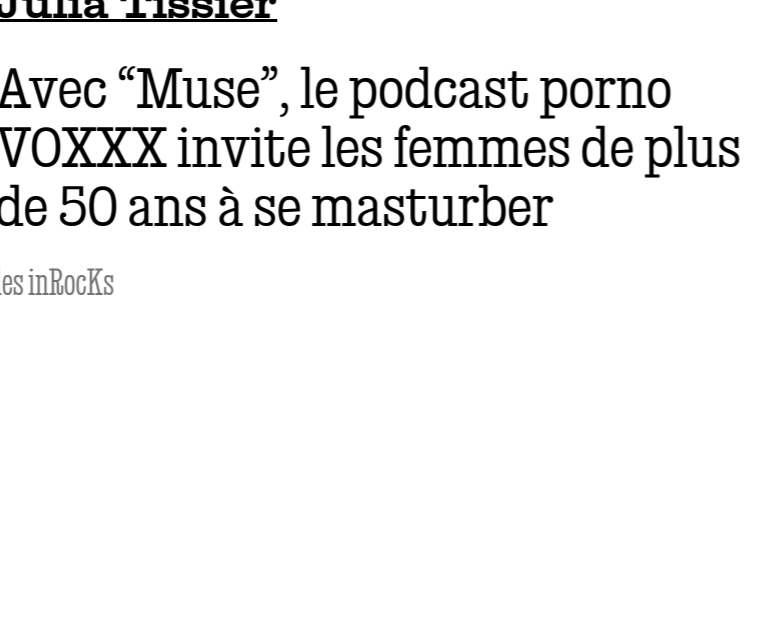 Julia Tissier
Avec “Muse”, le podcast porno
VOXXX invite les femmes de plus
de 50 ans à se masturber
les inRocKs